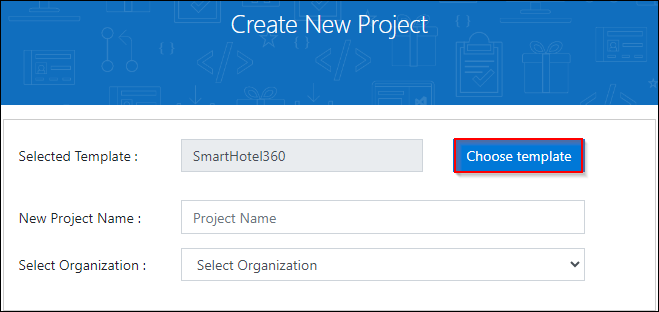 Create New Project
Selected Template : SmartHotel360 Choose template
New Project Name : Project Name
Select Organization : Select Organization